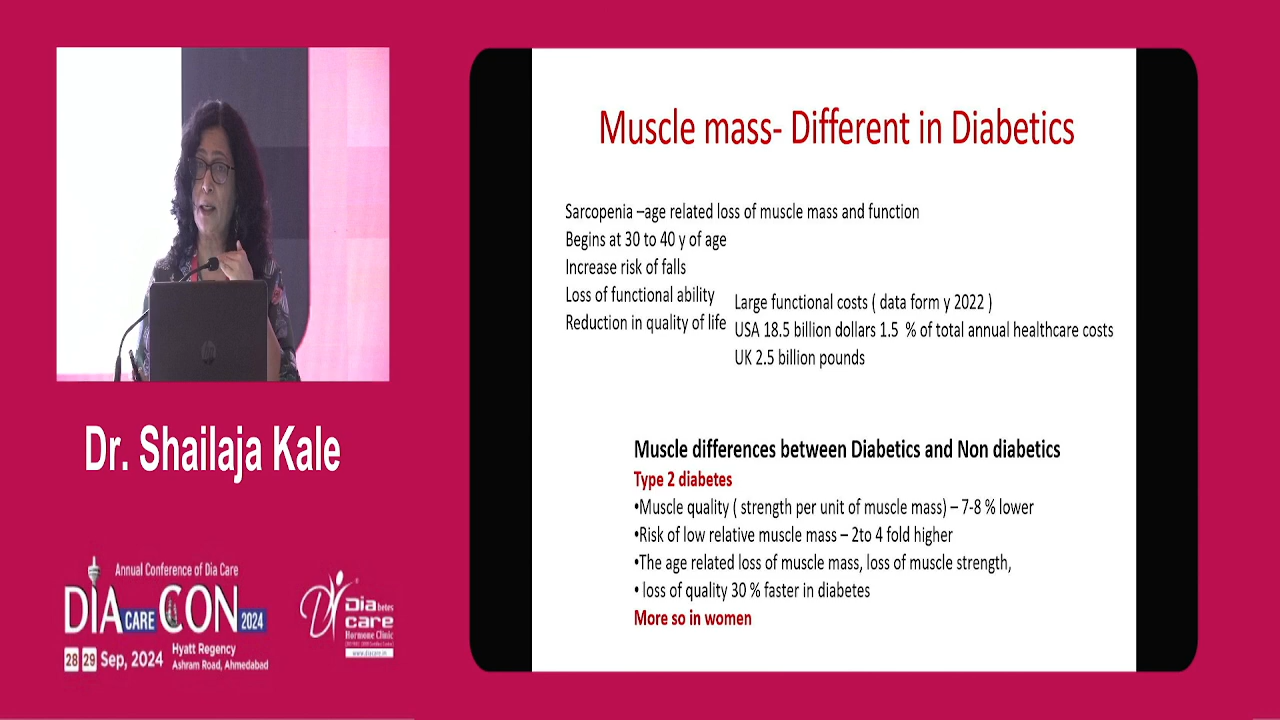 Muscle mass- Different in Diabetics
Sarcopenia –age related loss of muscle mass and function
Begins at 30 to 40 y of age
Increase risk of falls
Loss of functional ability
Reduction in quality of life
Large functional costs ( data form y 2022 )
USA 18.5 billion dollars 1.5 % of total annual healthcare costs
UK 2.5 billion pounds
Muscle differences between Diabetics and Non diabetics
Type 2 diabetes
•Muscle quality ( strength per unit of muscle mass) – 7-8 % lower
•Risk of low relative muscle mass – 2to 4 fold higher
•The age related loss of muscle mass, loss of muscle strength,
• loss of quality 30 % faster in diabetes
More so in women
Dr. Shailaja Kale
Annual Conference of Dia Care
DIA CARE CON 2024
28 29 Sep, 2024
Hyatt Regency
Ashram Road, Ahmedabad
Diabetes
care
Hormone Clinic
www.diacare.in